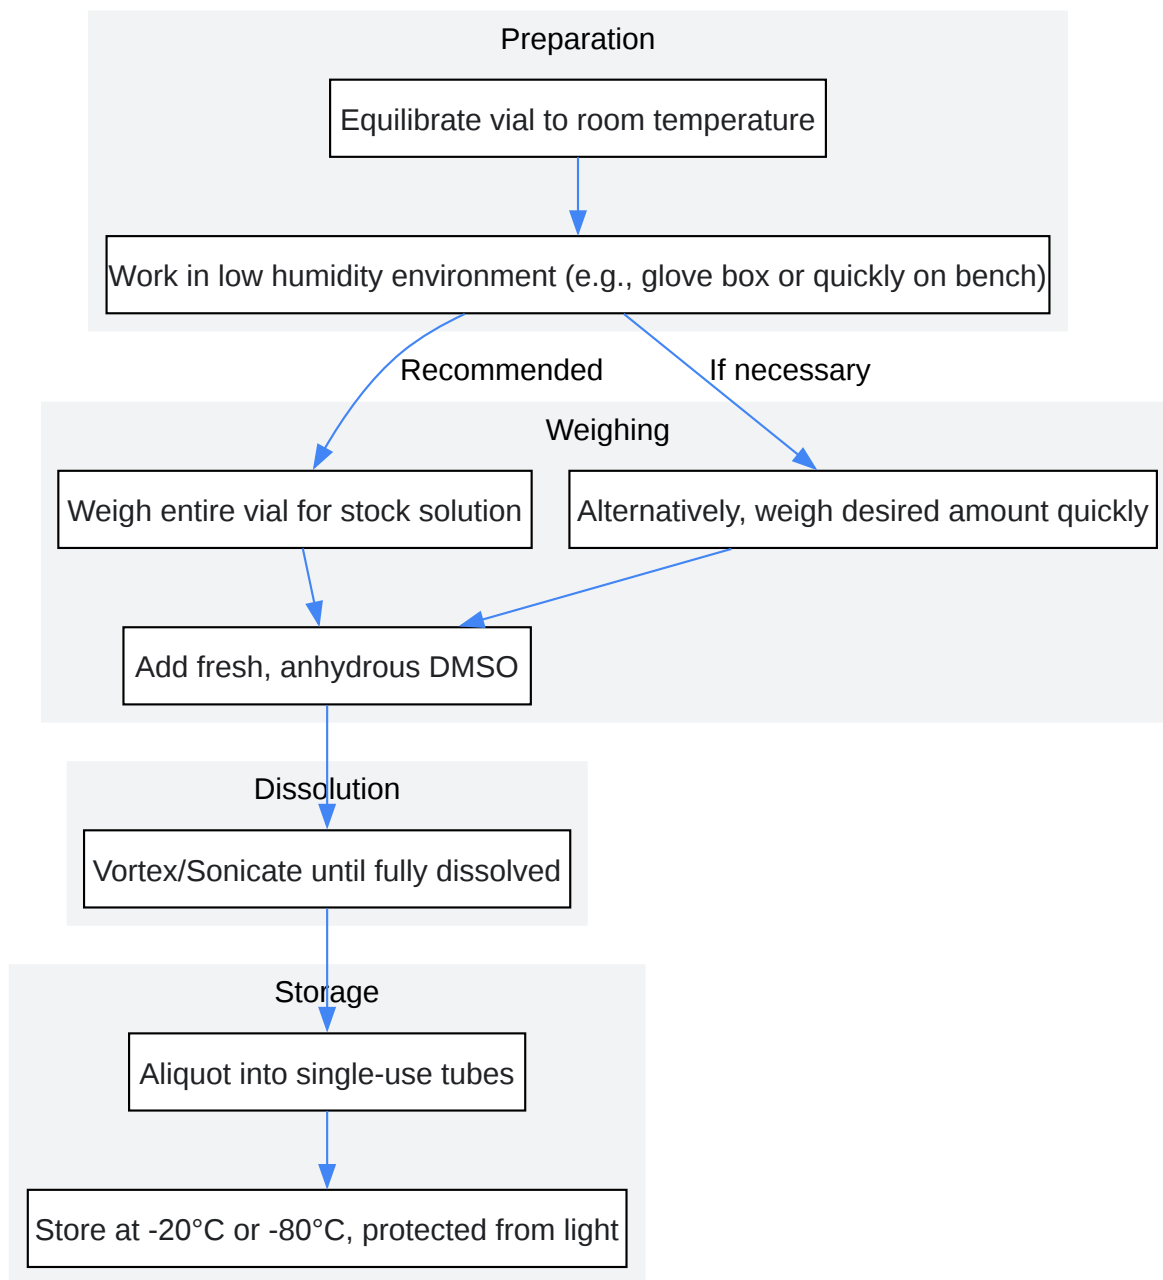 Preparation
Equilibrate vial to room temperature
Work in low humidity environment (e.g., glove box or quickly on bench)
Recommended
If necessary
Weighing
Weigh entire vial for stock solution
Alternatively, weigh desired amount quickly
Add fresh, anhydrous DMSO
Dissolution
Vortex/Sonicate until fully dissolved
Storage
Aliquot into single-use tubes
Store at -20°C or -80°C, protected from light